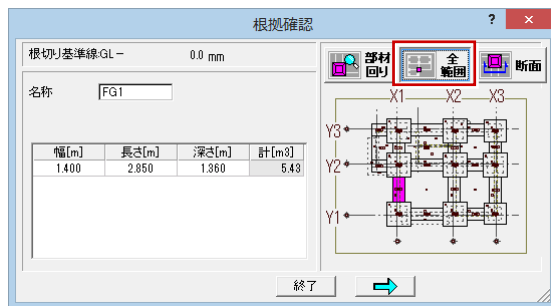 根拠確認
? ×
根切り基準線:GL－ 0.0 mm
名称 FG1
幅[m] 長さ[m] 深さ[m] 計[m3]
1.400 2.850 1.360 5.43
部材回り
全範囲
断面
X1 X2 X3
Y3
Y2
Y1
終了